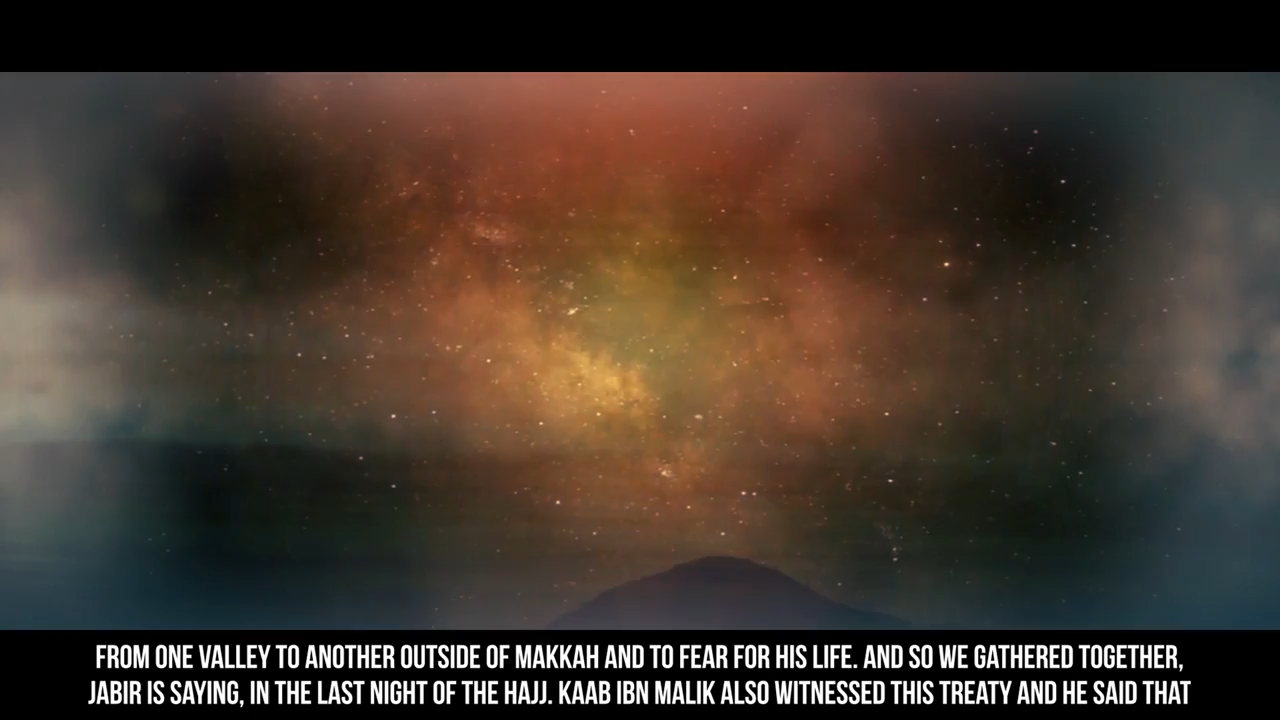 FROM ONE VALLEY TO ANOTHER OUTSIDE OF MAKKAH AND TO FEAR FOR HIS LIFE. AND SO WE GATHERED TOGETHER,
JABIR IS SAYING, IN THE LAST NIGHT OF THE HAJJ. KAAB IBN MALIK ALSO WITNESSED THIS TREATY AND HE SAID THAT